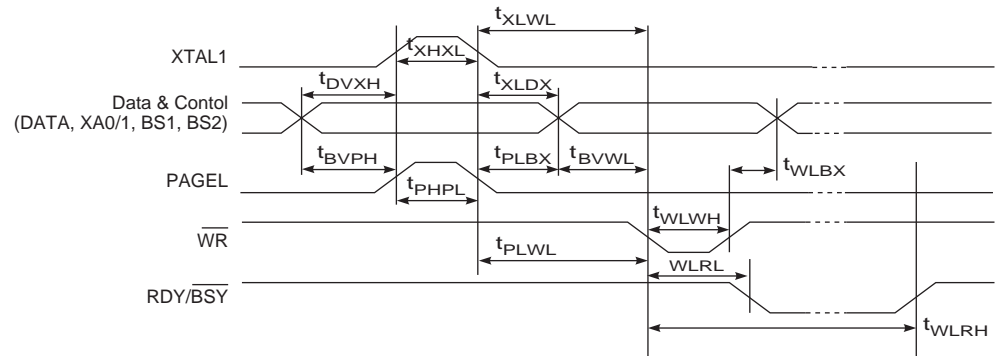 tXLWL
XTAL1
tXHXL
tDVXH
tXLDX
Data & Contol
(DATA, XA0/1, BS1, BS2)
tBVPH
tPLBX
tBVWL
tWLBX
PAGEL
tPHPL
tWLWH
WR
tPLWL
WLRL
RDY/BSY
tWLRH